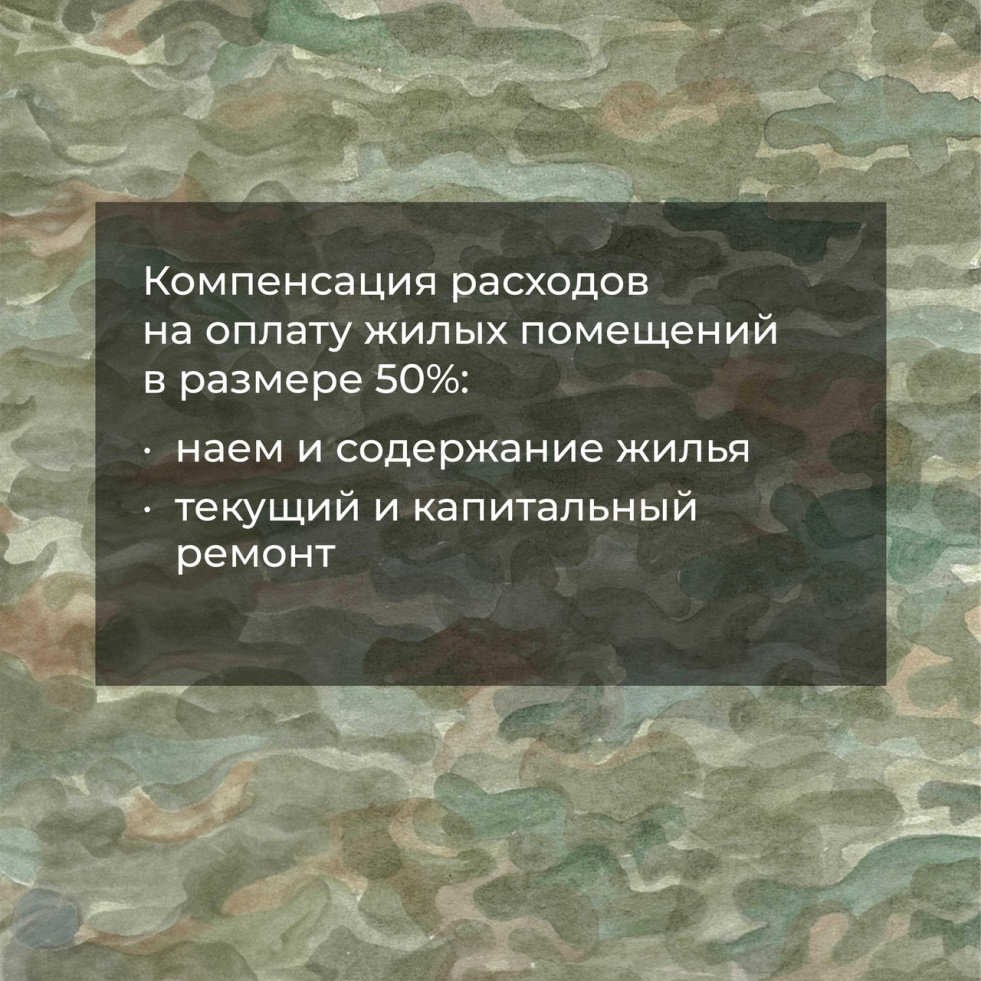 Компенсация расходов
на оплату жилых помещений
в размере 50%:
· наем и содержание жилья
· текущий и капитальный
ремонт